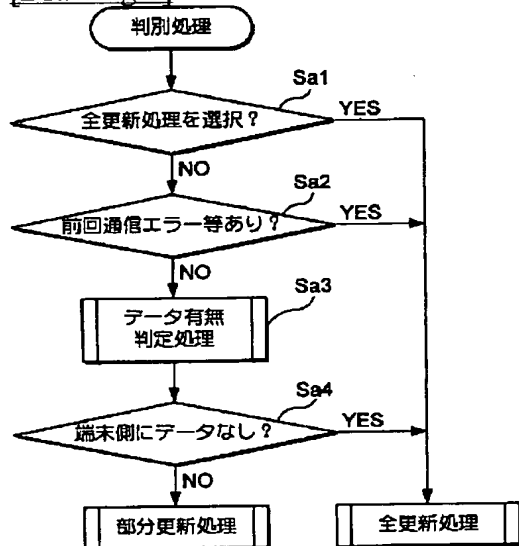 判別処理
Sa1
全更新処理を選択?
YES
NO
Sa2
前回通信エラー等あり?
YES
NO
Sa3
データ有無
判定処理
Sa4
端末側にデータなし?
YES
NO
部分更新処理
全更新処理